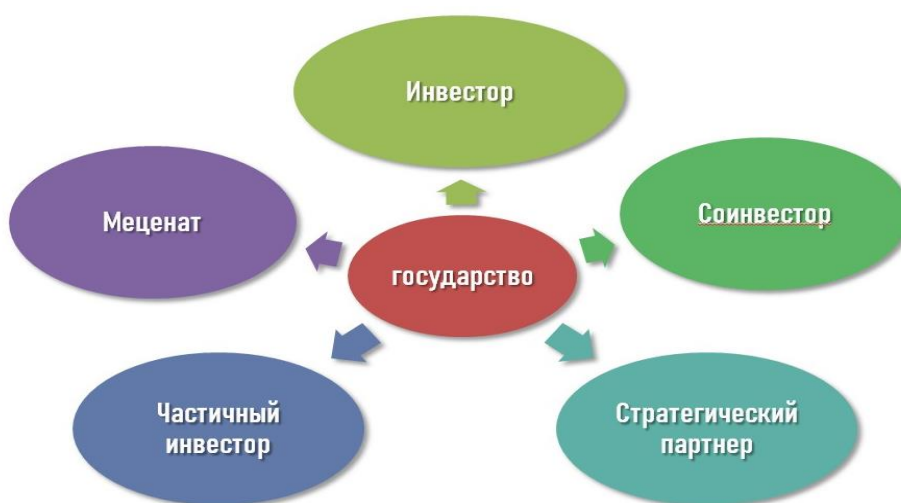 Инвестор
Меценат
Соинвестор
государство
Частичный
инвестор
Стратегический
партнер